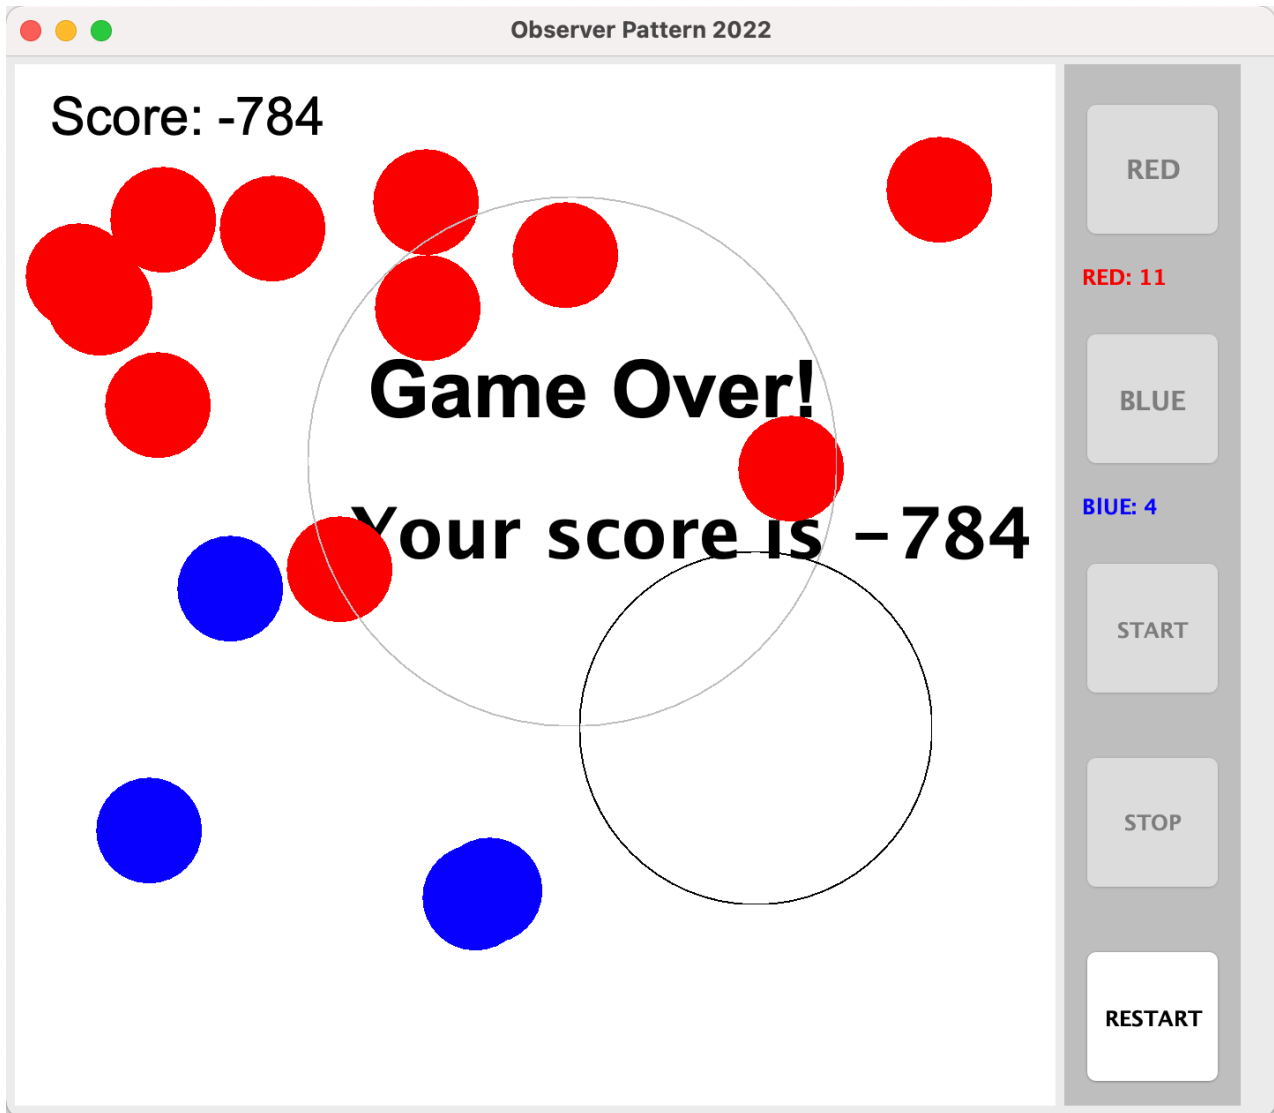 Observer Pattern 2022
Score: -784
RED
RED: 11
Game Over!
BLUE
BlUE: 4
Your score is -784
START
STOP
RESTART